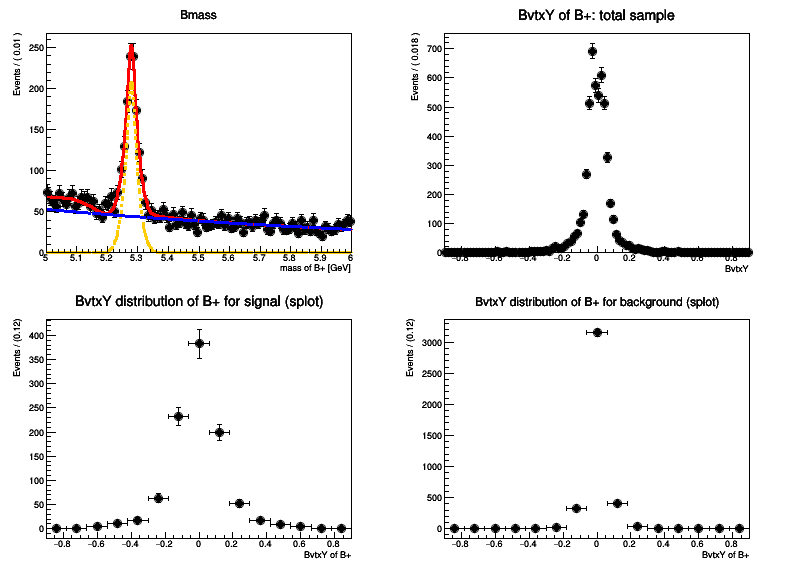 Bmass
Events / ( 0.01 )
250
200
150
100
50
0
5 5.1 5.2 5.3 5.4 5.5 5.6 5.7 5.8 5.9 6
mass of B+ [GeV]
BvtxY of B+: total sample
Events / ( 0.018 )
700
600
500
400
300
200
100
0
−0.8 −0.6 −0.4 −0.2 0 0.2 0.4 0.6 0.8
BvtxY
BvtxY distribution of B+ for signal (splot)
Events / (0.12)
400
350
300
250
200
150
100
50
0
−0.8 −0.6 −0.4 −0.2 0 0.2 0.4 0.6 0.8
BvtxY of B+
BvtxY distribution of B+ for background (splot)
Events / (0.12)
3000
2500
2000
1500
1000
500
0
−0.8 −0.6 −0.4 −0.2 0 0.2 0.4 0.6 0.8
BvtxY of B+